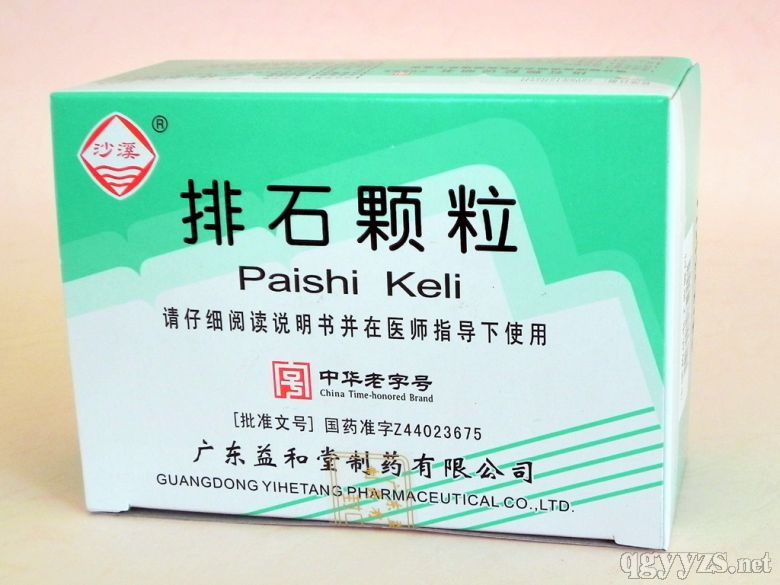 沙溪
®
排石颗粒
Paishi Keli
请仔细阅读说明书并在医师指导下使用
中华老字号
China Time-honored Brand
[批准文号] 国药准字Z44023675
广东益和堂制药有限公司
GUANGDONG YIHETANG PHARMACEUTICAL CO.,LTD.
qgyyzs.net